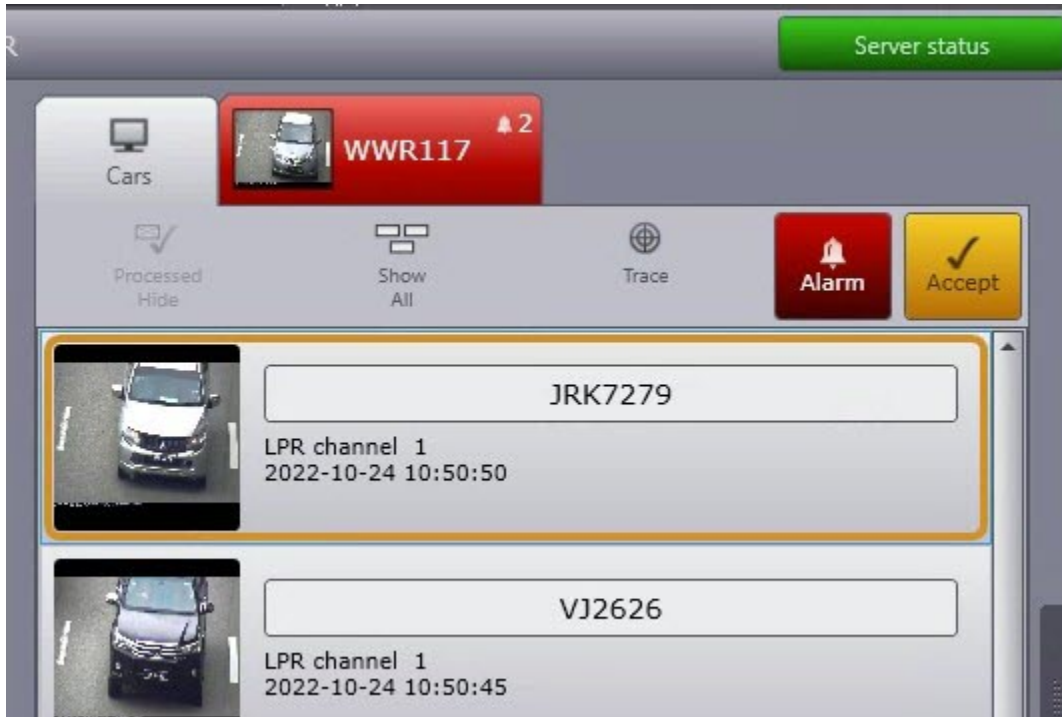 R
Server status
Cars
WWR117
2
Processed
Hide
Show
All
Trace
Alarm
Accept
JRK7279
LPR channel 1
2022-10-24 10:50:50
VJ2626
LPR channel 1
2022-10-24 10:50:45